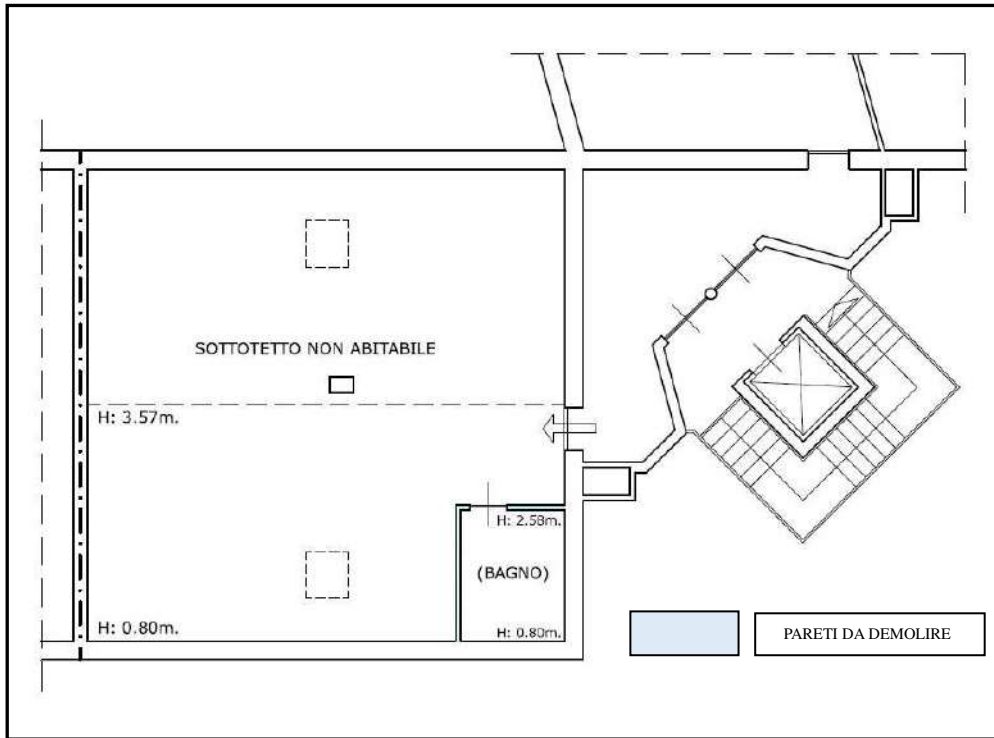 SOTTOTETTO NON ABITABILE
H: 3.57m.
H: 2.58m.
(BAGNO)
H: 0.80m.
H: 0.80m.
PARETI DA DEMOLIRE